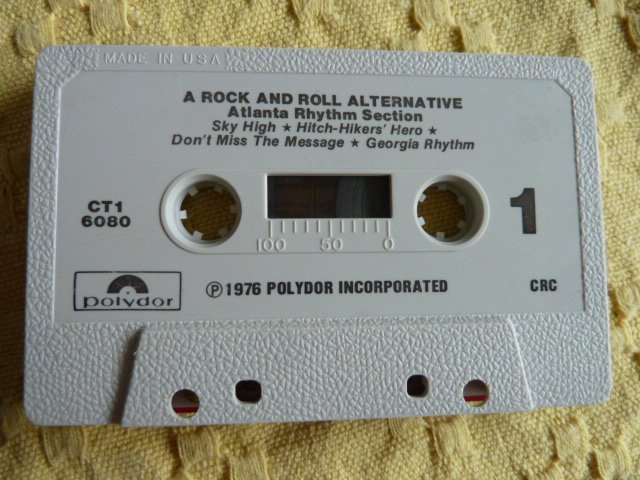 MADE IN USA
A ROCK AND ROLL ALTERNATIVE
Atlanta Rhythm Section
Sky High ★ Hitch-Hikers' Hero ★
Don't Miss The Message ★ Georgia Rhythm
CT1
6080
1
100 50 0
polydor
Ⓟ1976 POLYDOR INCORPORATED
CRC